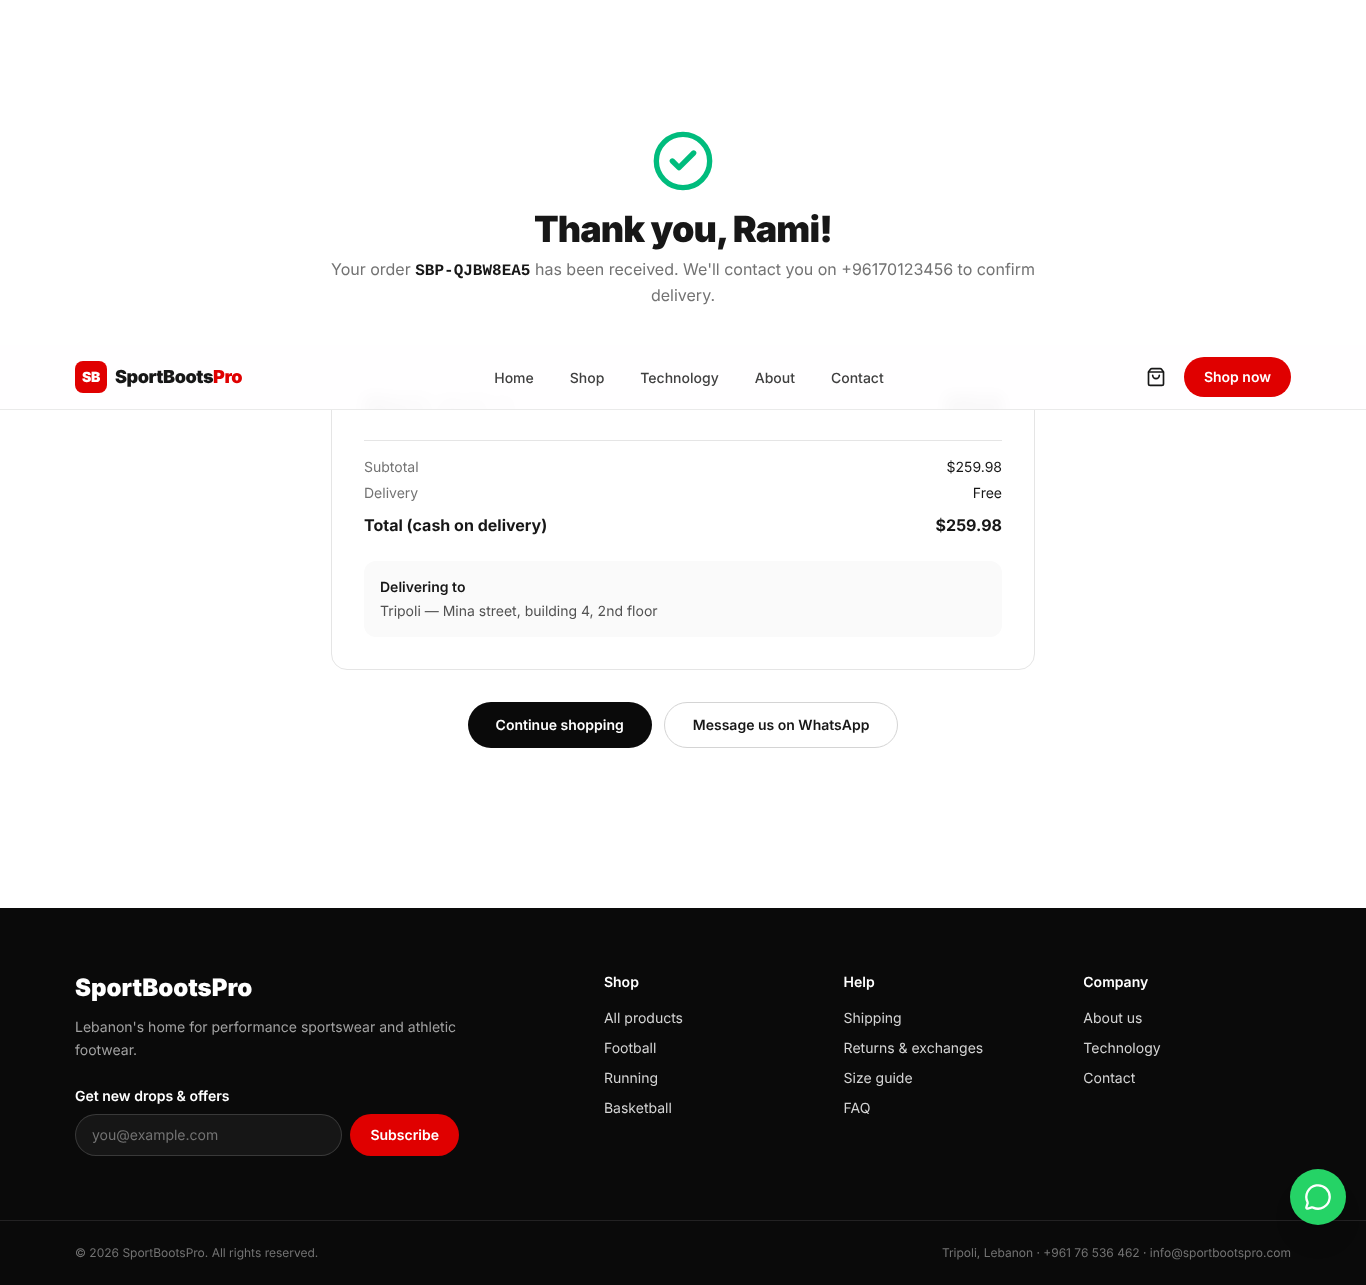 Thank you, Rami!
Your order SBP-QJBW8EA5 has been received. We'll contact you on +96170123456 to confirm
delivery.
SB SportBootsPro Home Shop Technology About Contact Shop now
Subtotal $259.98
Delivery Free
Total (cash on delivery) $259.98
Delivering to
Tripoli — Mina street, building 4, 2nd floor
Continue shopping Message us on WhatsApp
SportBootsPro
Lebanon's home for performance sportswear and athletic
footwear.
Get new drops & offers
you@example.com Subscribe
Shop
All products
Football
Running
Basketball
Help
Shipping
Returns & exchanges
Size guide
FAQ
Company
About us
Technology
Contact
© 2026 SportBootsPro. All rights reserved.
Tripoli, Lebanon · +961 76 536 462 · info@sportbootspro.com